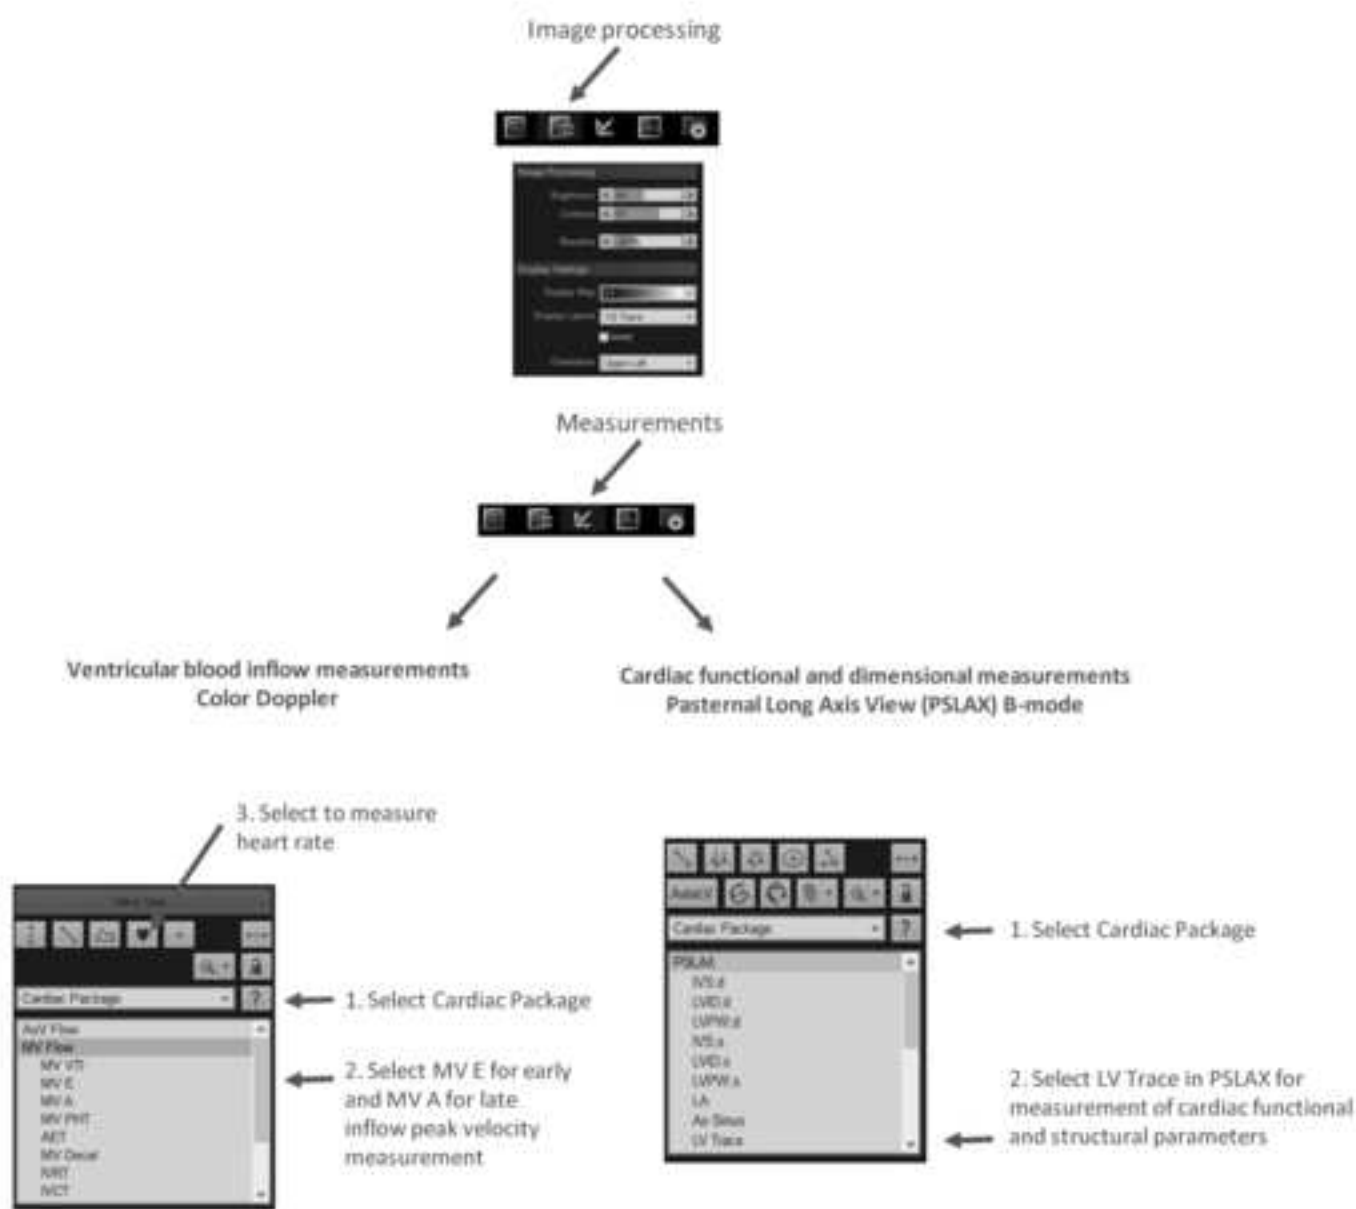 Image processing
Measurements
Ventricular blood inflow measurements
Color Doppler
Cardiac functional and dimensional measurements
Pasternal Long Axis View (PSLAX) B-mode
3. Select to measure
heart rate
Cardiac Package
?
1. Select Cardiac Package
AoV Flow
MV Flow
MV VTI
MV E
MV A
MV PHT
AET
MV Decel
IVRT
IVCT
2. Select MV E for early
and MV A for late
inflow peak velocity
measurement
Cardiac Package
?
1. Select Cardiac Package
PSLAX
IVS;d
LVID;d
LVPW;d
IVS;s
LVID;s
LVPW;s
LA
Ao Sinus
LV Trace
2. Select LV Trace in PSLAX for
measurement of cardiac functional
and structural parameters